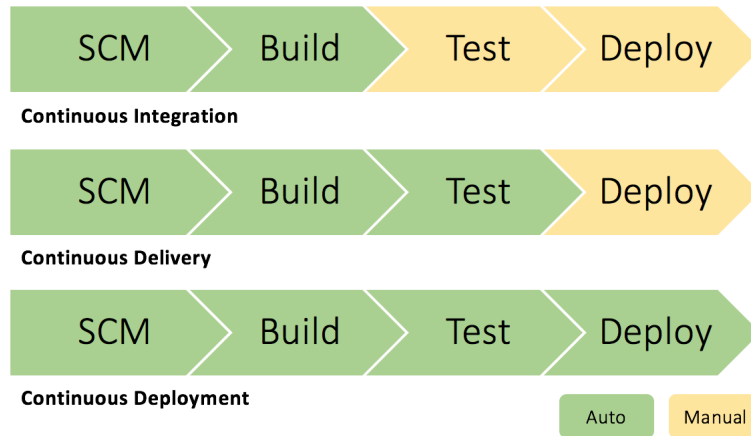 SCM Build Test Deploy
Continuous Integration
SCM Build Test Deploy
Continuous Delivery
SCM Build Test Deploy
Continuous Deployment
Auto Manual